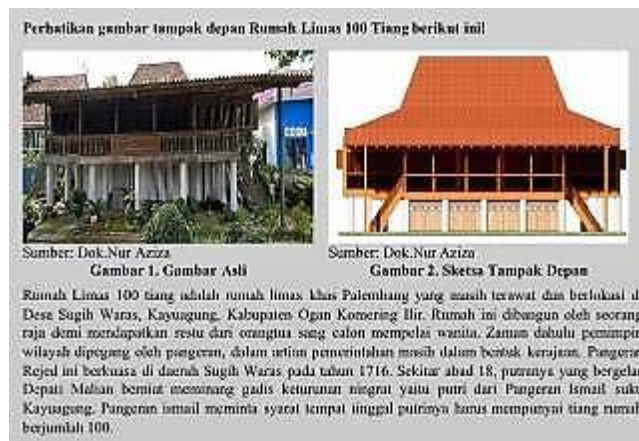 Perhatikan gambar tampak depan Rumah Limas 100 Tiang berikut ini!
Sumber: Dok.Nur Aziza
Gambar 1. Gambar Asli
Sumber: Dok.Nur Aziza
Gambar 2. Sketsa Tampak Depan
Rumah Limas 100 tiang adalah rumah limas khas Palembang yang masih terawat dan berlokasi di
Desa Sugih Waras, Kayuagung, Kabupaten Ogan Komering Ilir. Rumah ini dibangun oleh seorang
raja demi mendapatkan restu dari orangtua sang calon mempelai wanita. Zaman dahulu pemimpin
wilayah dipegang oleh pangeran, dalam artian pemerintahan masih dalam bentuk kerajaan. Pangeran
Rejed ini berkuasa di daerah Sugih Waras pada tahun 1716. Sekitar abad 18, putranya yang bergelar
Depati Malian berniat meminang gadis keturunan ningrat yaitu putri dari Pangeran Ismail suku
Kayuagung. Pangeran ismail meminta syarat tempat tinggal putrinya harus mempunyai tiang rumah
berjumlah 100.